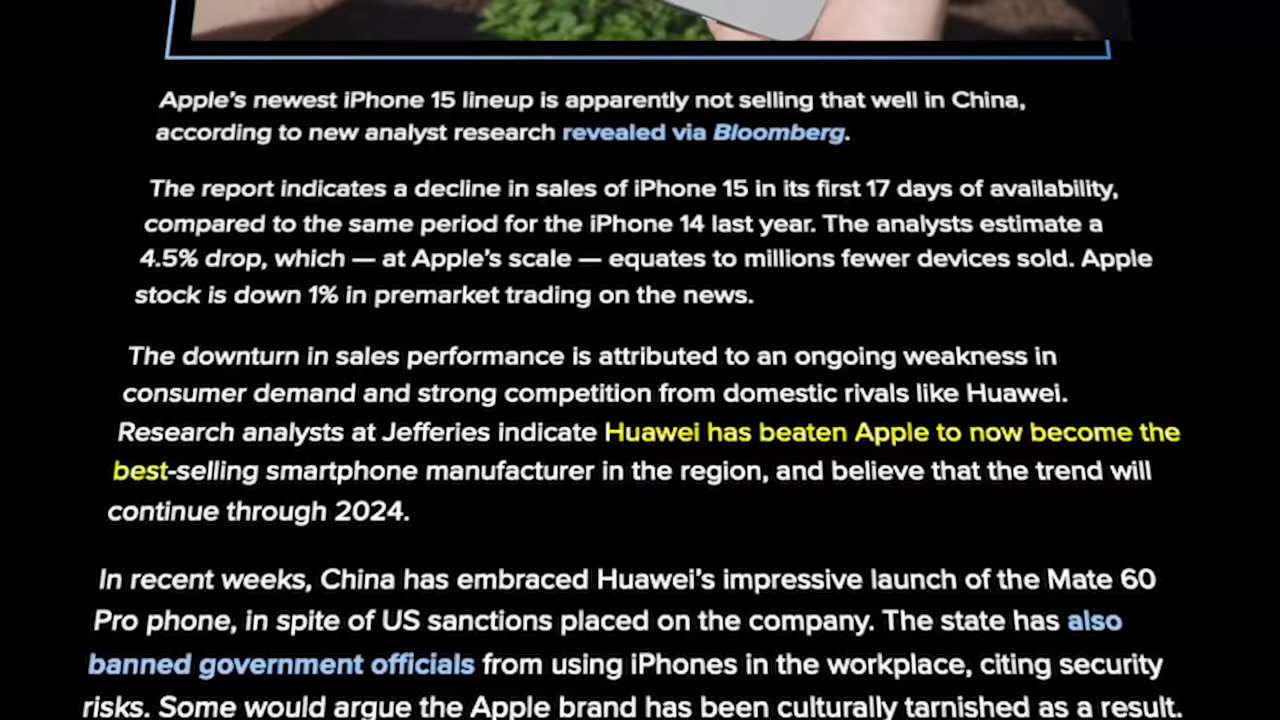 Apple's newest iPhone 15 lineup is apparently not selling that well in China,
according to new analyst research revealed via Bloomberg.
The report indicates a decline in sales of iPhone 15 in its first 17 days of availability,
compared to the same period for the iPhone 14 last year. The analysts estimate a
4.5% drop, which — at Apple's scale — equates to millions fewer devices sold. Apple
stock is down 1% in premarket trading on the news.
The downturn in sales performance is attributed to an ongoing weakness in
consumer demand and strong competition from domestic rivals like Huawei.
Research analysts at Jefferies indicate Huawei has beaten Apple to now become the
best-selling smartphone manufacturer in the region, and believe that the trend will
continue through 2024.
In recent weeks, China has embraced Huawei's impressive launch of the Mate 60
Pro phone, in spite of US sanctions placed on the company. The state has also
banned government officials from using iPhones in the workplace, citing security
risks. Some would argue the Apple brand has been culturally tarnished as a result.